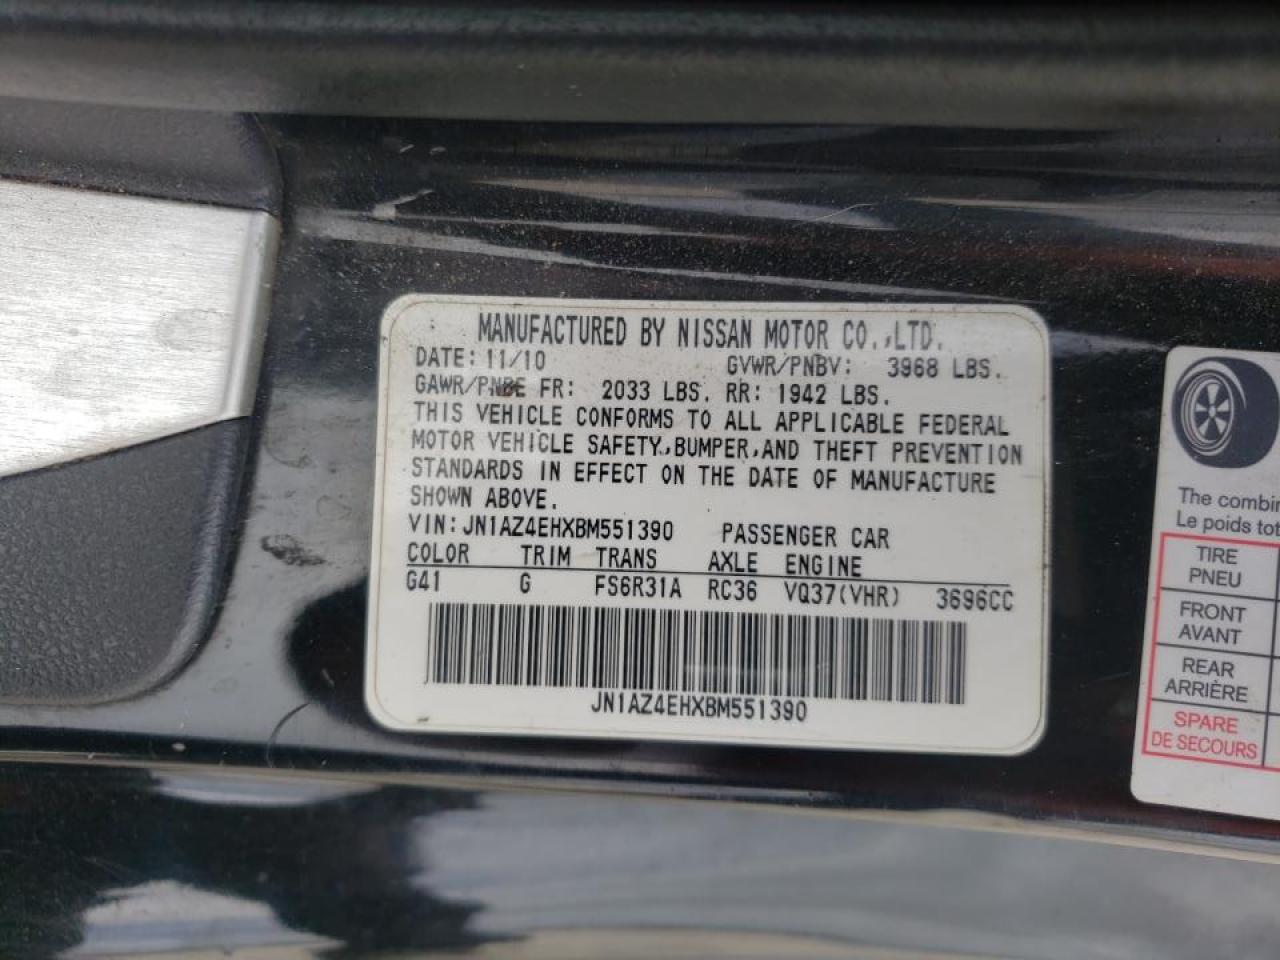 MANUFACTURED BY NISSAN MOTOR CO.,LTD.
DATE: 11/10 GVWR/PNBV: 3968 LBS.
GAWR/PNBE FR: 2033 LBS. RR: 1942 LBS.
THIS VEHICLE CONFORMS TO ALL APPLICABLE FEDERAL
MOTOR VEHICLE SAFETY,BUMPER,AND THEFT PREVENTION
STANDARDS IN EFFECT ON THE DATE OF MANUFACTURE
SHOWN ABOVE.
VIN: JN1AZ4EHXBM551390 PASSENGER CAR
COLOR TRIM TRANS AXLE ENGINE
G41 G FS6R31A RC36 VQ37(VHR) 3696CC
JN1AZ4EHXBM551390
The combin
Le poids tot
TIRE
PNEU
FRONT
AVANT
REAR
ARRIÈRE
SPARE
DE SECOURS